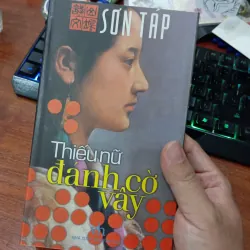 SƠN TÁP
Thiếu nữ
đánh cờ
vây